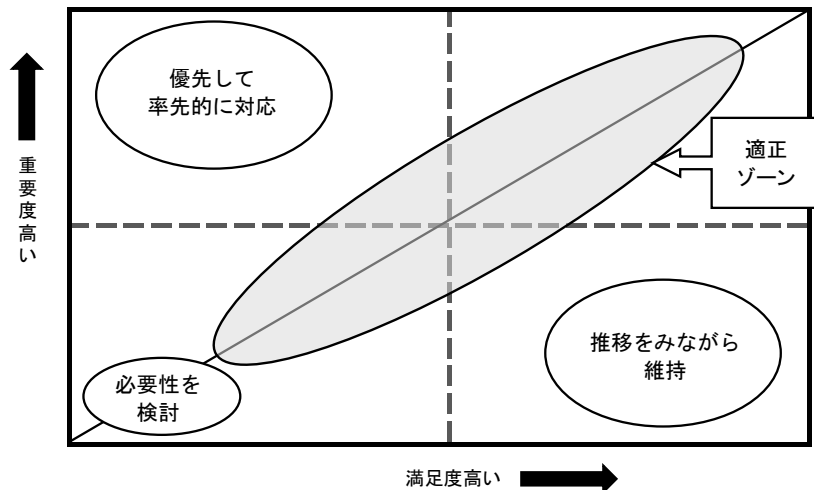 優先して
率先的に対応
適正
ゾーン
重要度高い
推移をみながら
維持
必要性を
検討
満足度高い